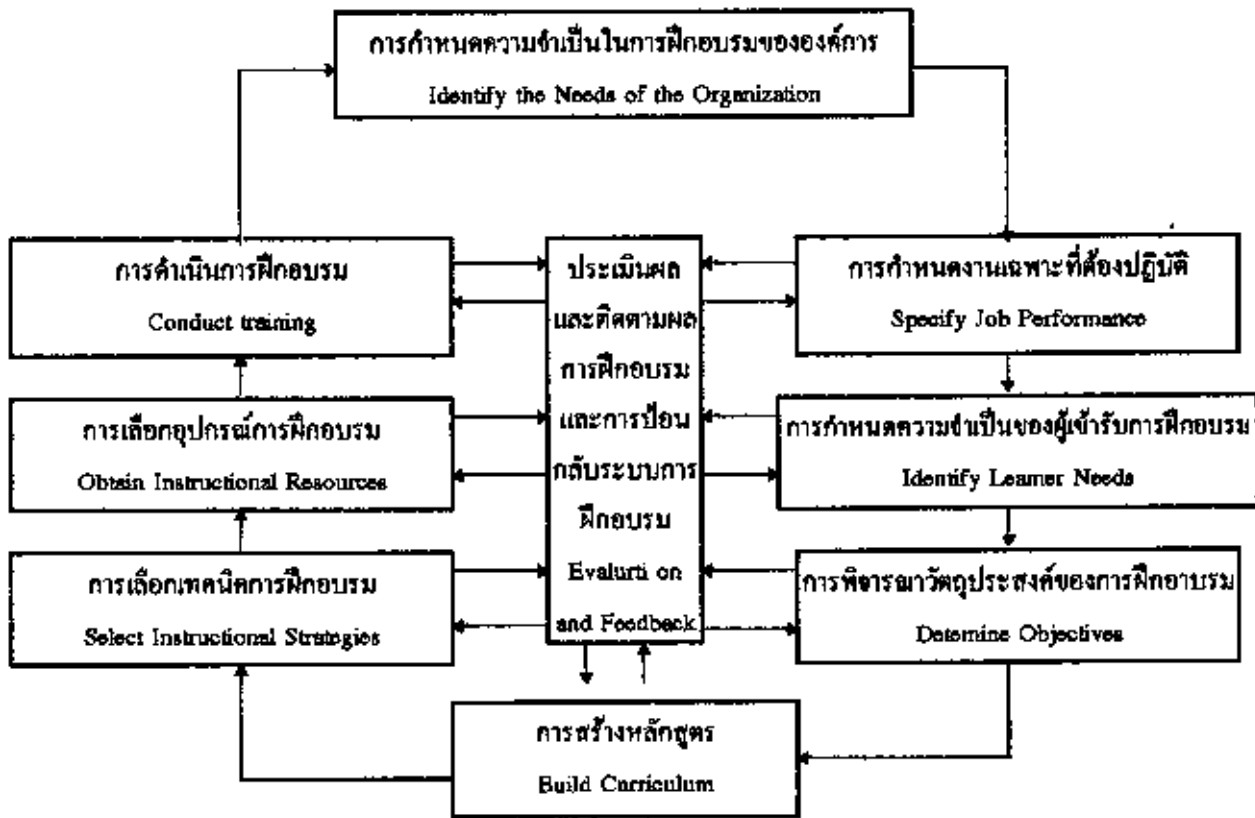 การกำหนดความจำเป็นในการฝึกอบรมขององค์การ
Identify the Needs of the Organization
การกำหนดงานเฉพาะที่ต้องปฏิบัติ
Specify Job Performance
การกำหนดความจำเป็นของผู้เข้ารับการฝึกอบรม
Identify Learner Needs
การพิจารณาวัตถุประสงค์ของการฝึกอาบรม
Detemine Objectives
การสร้างหลักสูตร
Build Curriculum
การเลือกเทคนิคการฝึกอบรม
Select Instructional Strategies
การเลือกอุปกรณ์การฝึกอบรม
Obtain Instructional Resources
การดำเนินการฝึกอบรม
Conduct training
ประเมินผล
และติดตามผล
การฝึกอบรม
และการป้อน
กลับระบบการ
ฝึกอบรม
Evalurti on
and Feedback